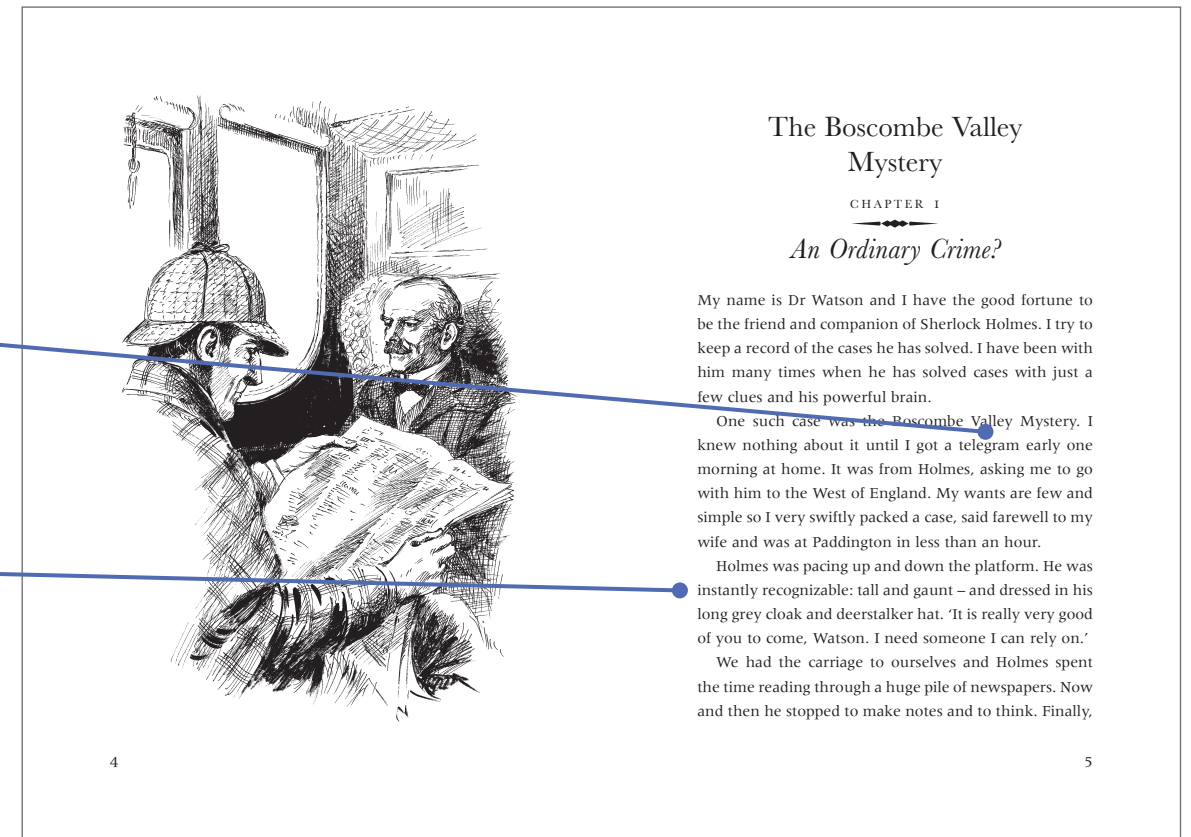 The Boscombe Valley
Mystery
CHAPTER 1
An Ordinary Crime?
My name is Dr Watson and I have the good fortune to
be the friend and companion of Sherlock Holmes. I try to
keep a record of the cases he has solved. I have been with
him many times when he has solved cases with just a
few clues and his powerful brain.
One such case was the Boscombe Valley Mystery. I
knew nothing about it until I got a telegram early one
morning at home. It was from Holmes, asking me to go
with him to the West of England. My wants are few and
simple so I very swiftly packed a case, said farewell to my
wife and was at Paddington in less than an hour.
Holmes was pacing up and down the platform. He was
instantly recognizable: tall and gaunt – and dressed in his
long grey cloak and deerstalker hat. ‘It is really very good
of you to come, Watson. I need someone I can rely on.’
We had the carriage to ourselves and Holmes spent
the time reading through a huge pile of newspapers. Now
and then he stopped to make notes and to think. Finally,
4
5